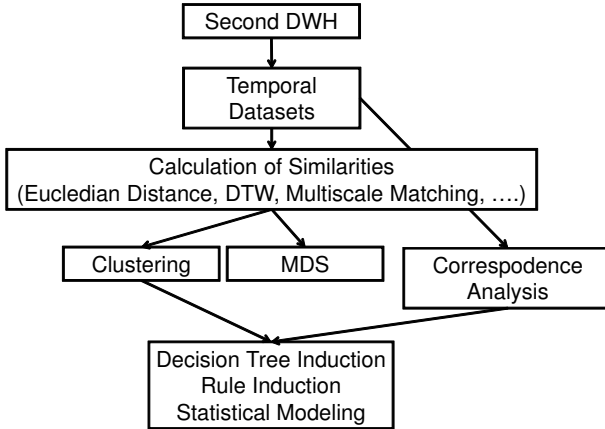 Second DWH
Temporal
Datasets
Calculation of Similarities
(Eucledian Distance, DTW, Multiscale Matching, ….)
Clustering
MDS
Correspodence
Analysis
Decision Tree Induction
Rule Induction
Statistical Modeling